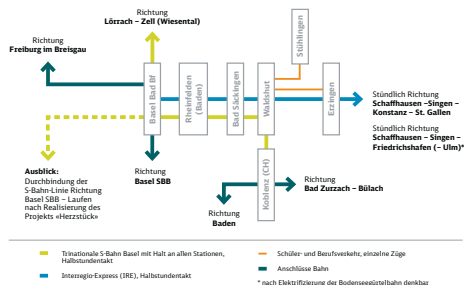 Richtung
Lörrach – Zell (Wiesental)
Richtung
Freiburg im Breisgau
Basel Bad Bf
Rheinfelden
(Baden)
Bad Säckingen
Waldshut
Stühlingen
Erzingen
Koblenz (CH)
Stündlich Richtung
Schaffhausen –Singen –
Konstanz – St. Gallen
Stündlich Richtung
Schaffhausen – Singen –
Friedrichshafen (– Ulm)*
Ausblick:
Durchbindung der
S-Bahn-Linie Richtung
Basel SBB – Laufen
nach Realisierung des
Projekts «Herzstück»
Richtung
Basel SBB
Richtung
Bad Zurzach – Bülach
Richtung
Baden
Trinationale S-Bahn Basel mit Halt an allen Stationen,
Halbstundentakt
Interregio-Express (IRE), Halbstundentakt
Schüler- und Berufsverkehr, einzelne Züge
Anschlüsse Bahn
* nach Elektrifizierung der Bodenseegürtelbahn denkbar